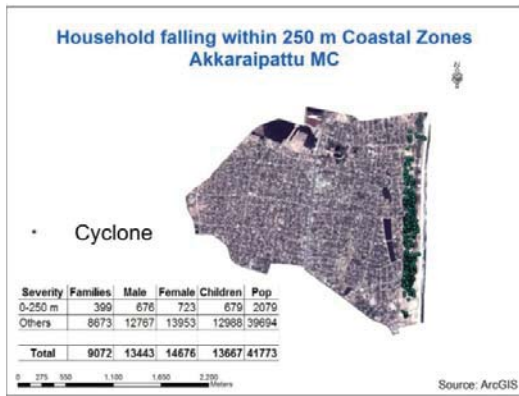 Household falling within 250 m Coastal Zones
Akkaraipattu MC
N
Cyclone
Severity Families Male Female Children Pop
0-250 m 399 676 723 679 2079
Others 8673 12767 13953 12988 39694
Total 9072 13443 14676 13667 41773
0 275 550 1,100 1,650 2,200
Meters
Source: ArcGIS